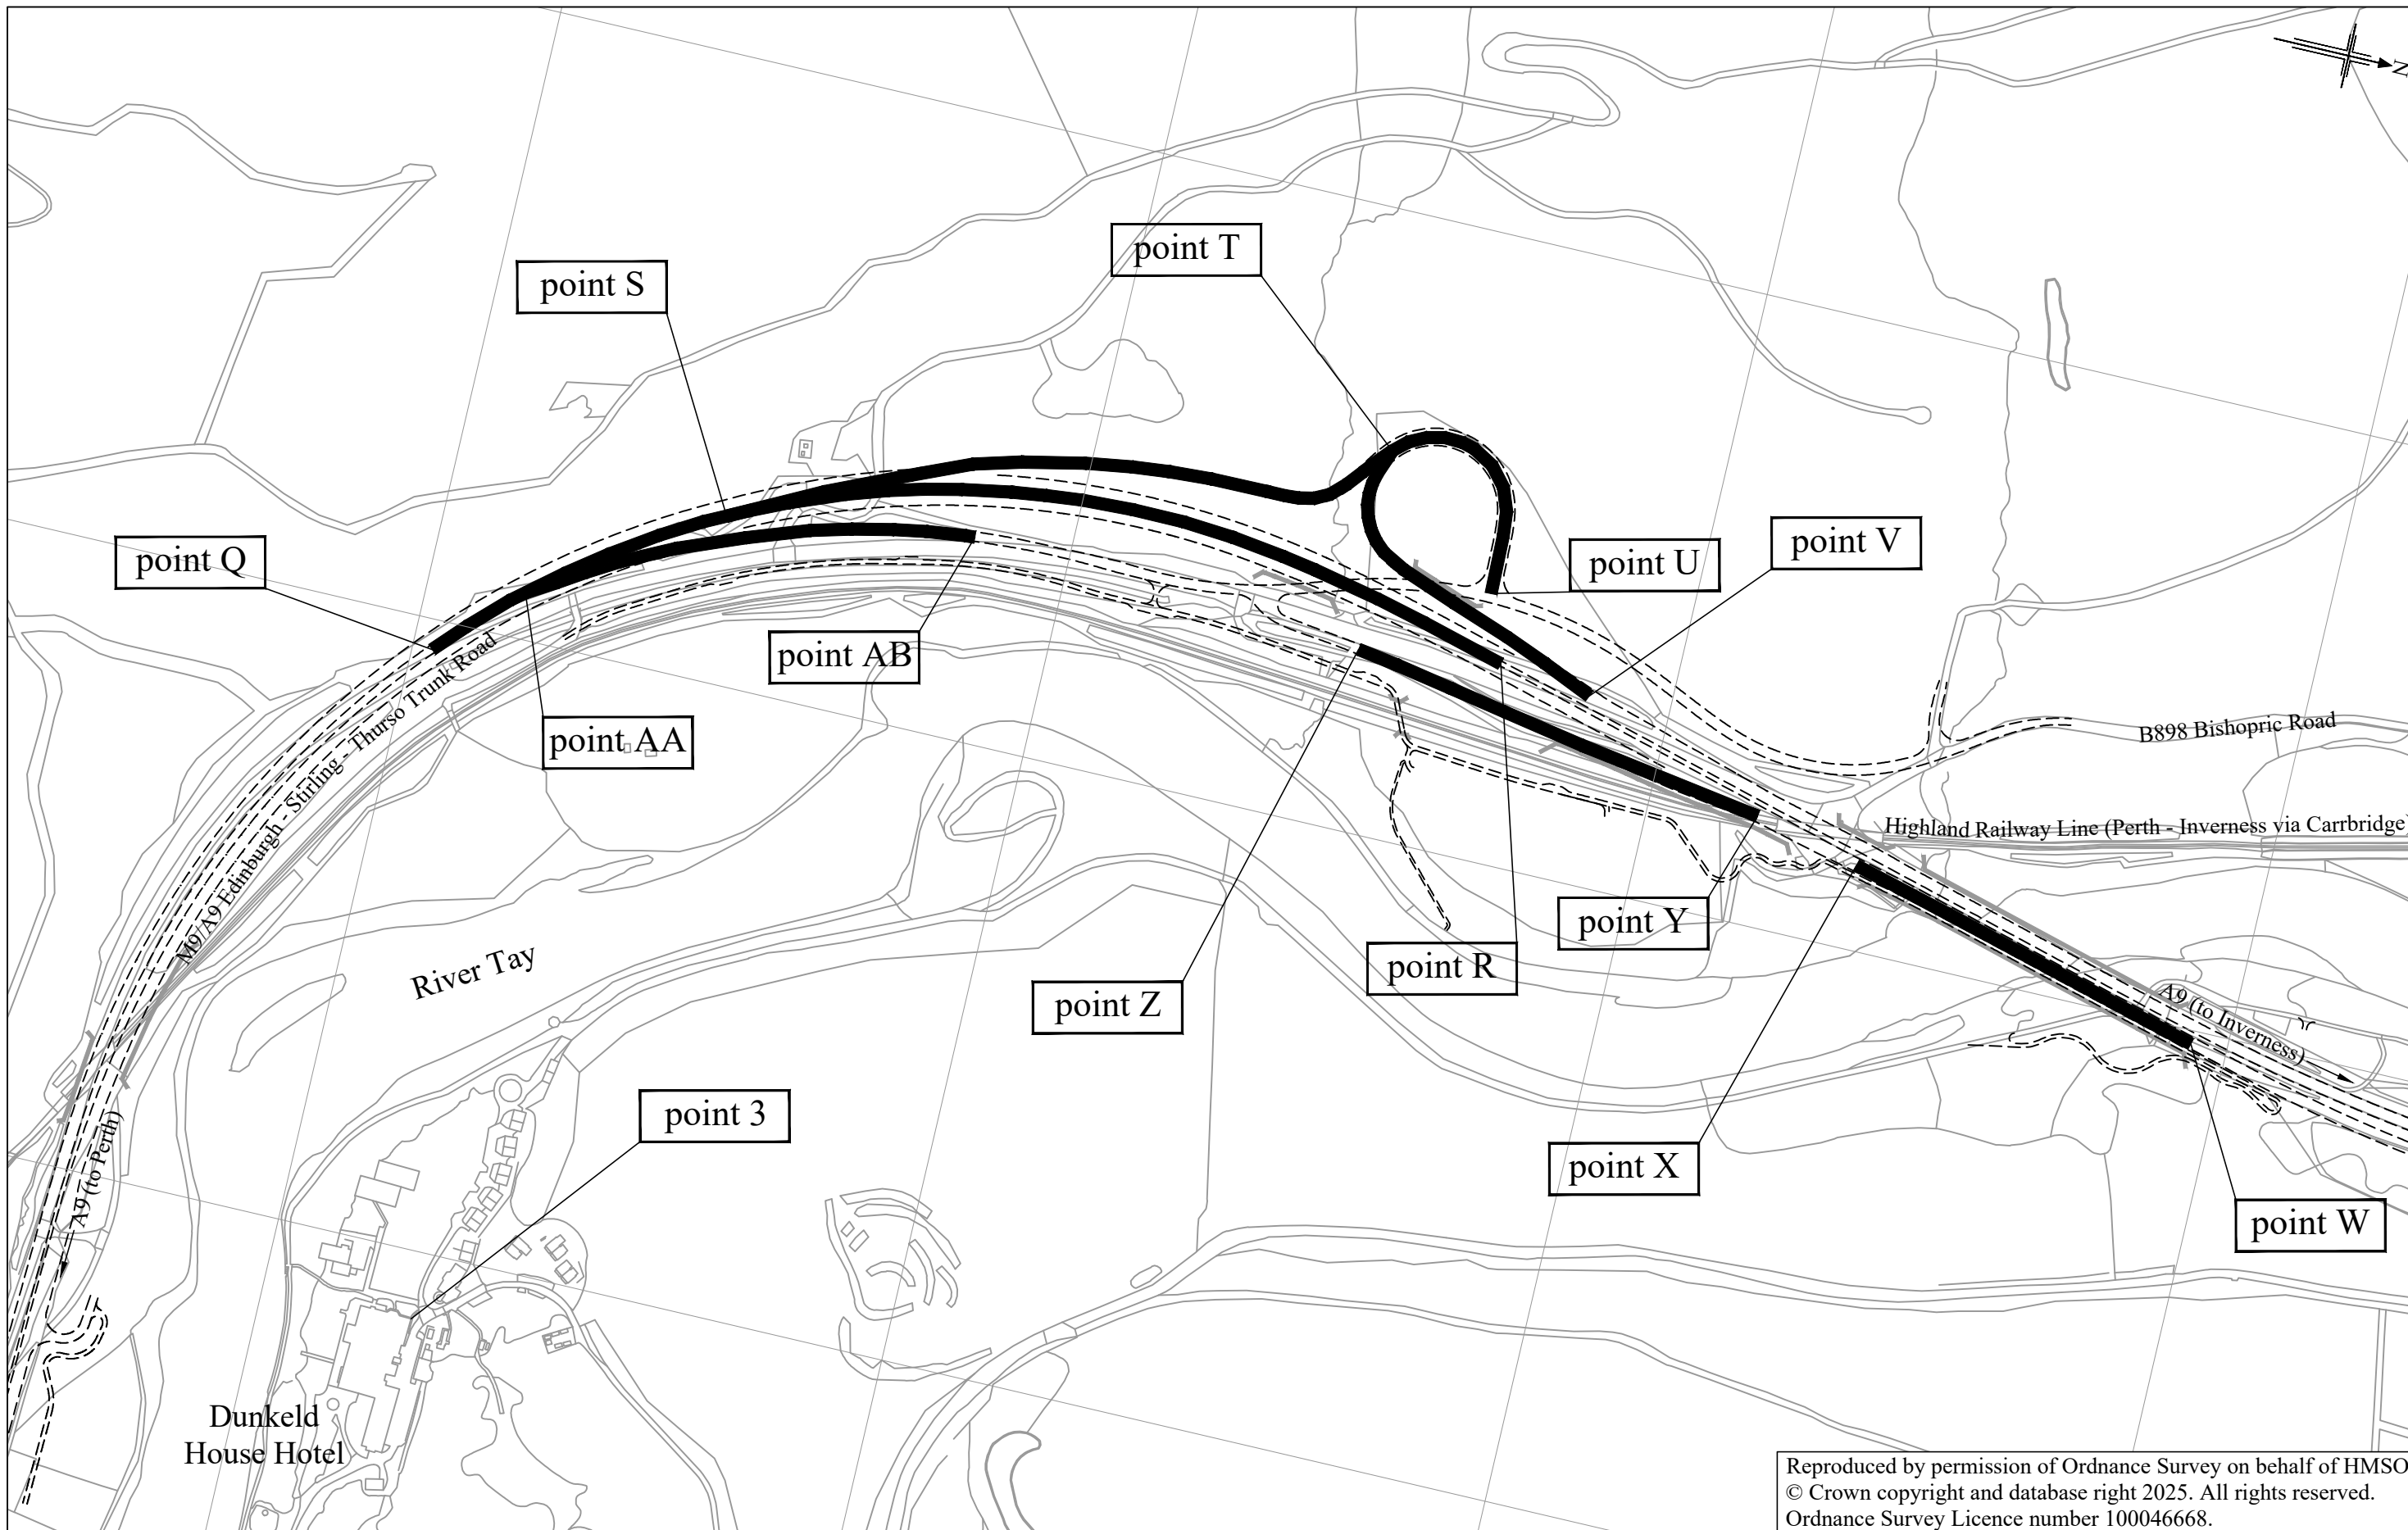 N
point T
point S
point Q
point U
point V
point AB
point AA
M9/A9 Edinburgh - Stirling - Thurso Trunk Road
B898 Bishopric Road
Highland Railway Line (Perth - Inverness via Carrbridge)
point Y
point R
point Z
River Tay
A9 (to Inverness)
point 3
point X
A9 (to Perth)
point W
Dunkeld
House Hotel
Reproduced by permission of Ordnance Survey on behalf of HMSO
© Crown copyright and database right 2025. All rights reserved.
Ordnance Survey Licence number 100046668.